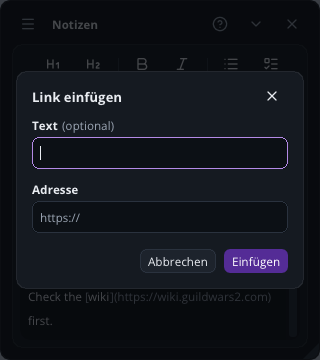 Notizen
H1 H2 B I
Link einfügen
Text (optional)
Adresse
https://
Abbrechen Einfügen
Check the [wiki](https://wiki.guildwars2.com)
first.